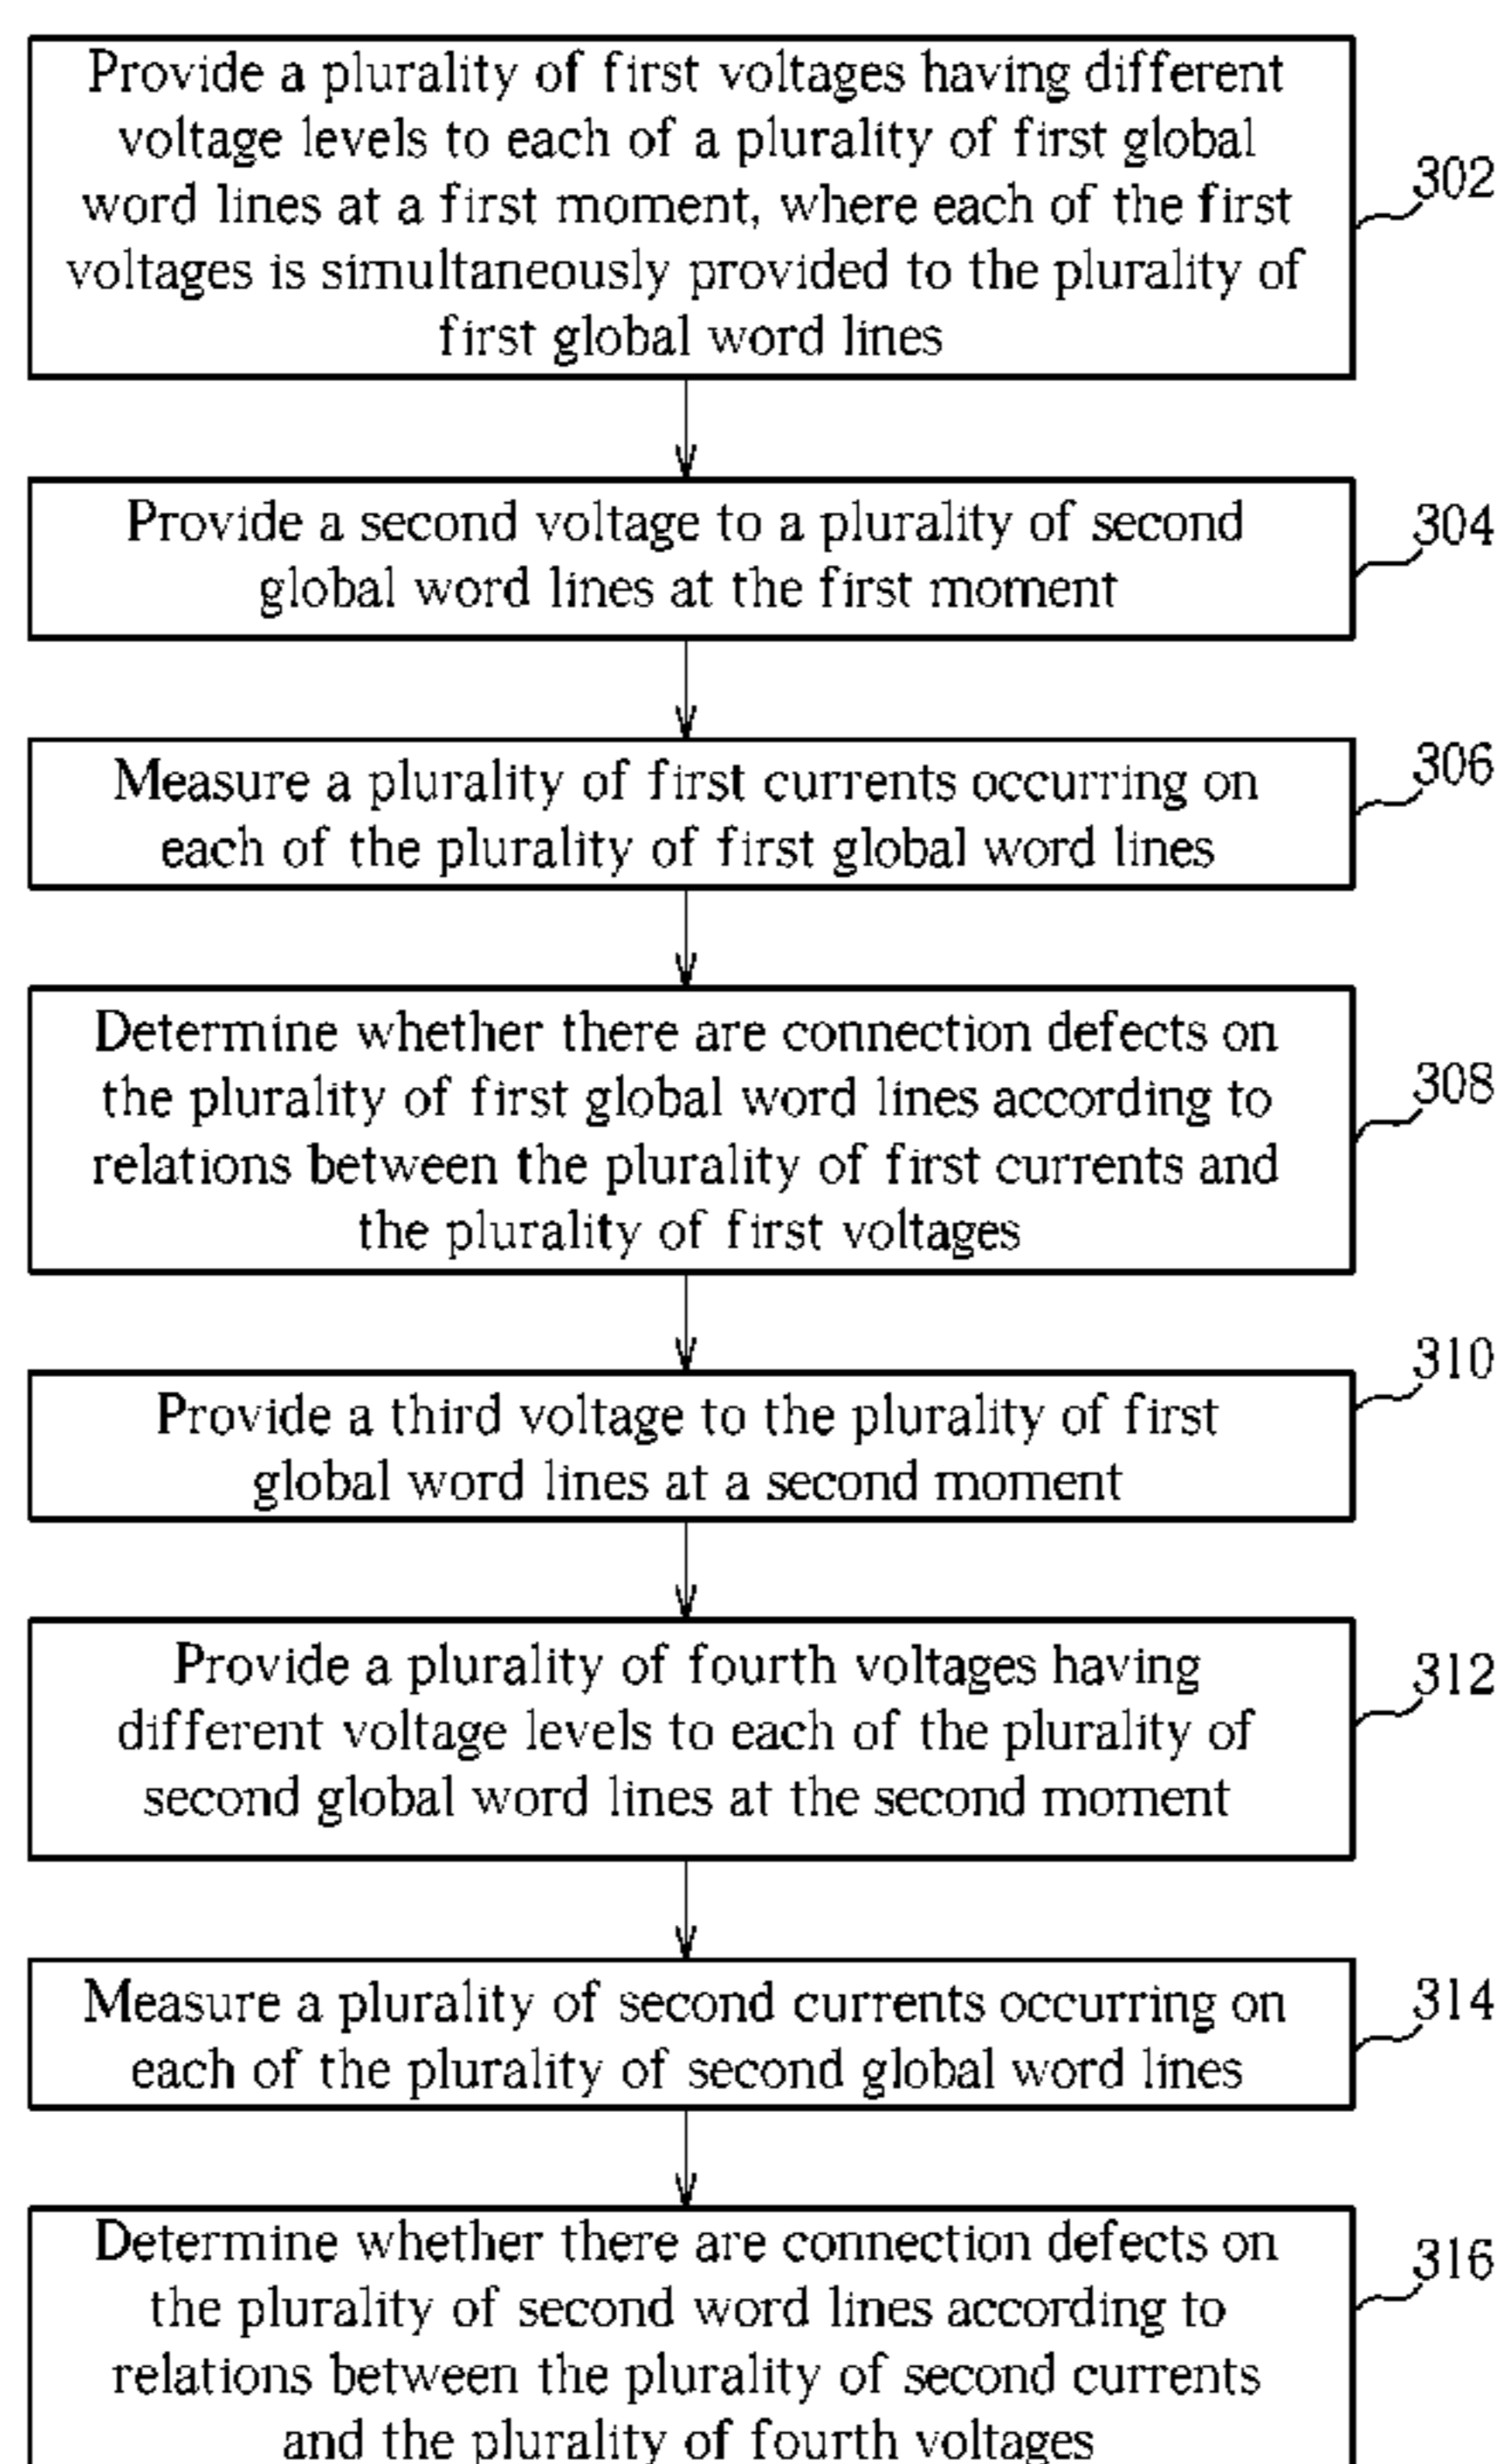 Provide a plurality of first voltages having different
voltage levels to each of a plurality of first global
word lines at a first moment, where each of the first
voltages is simultaneously provided to the plurality of
first global word lines
302
Provide a second voltage to a plurality of second
global word lines at the first moment
304
Measure a plurality of first currents occurring on
each of the plurality of first global word lines
306
Determine whether there are connection defects on
the plurality of first global word lines according to
relations between the plurality of first currents and
the plurality of first voltages
308
Provide a third voltage to the plurality of first
global word lines at a second moment
310
Provide a plurality of fourth voltages having
different voltage levels to each of the plurality of
second global word lines at the second moment
312
Measure a plurality of second currents occurring on
each of the plurality of second global word lines
314
Determine whether there are connection defects on
the plurality of second word lines according to
relations between the plurality of second currents
and the plurality of fourth voltages
316